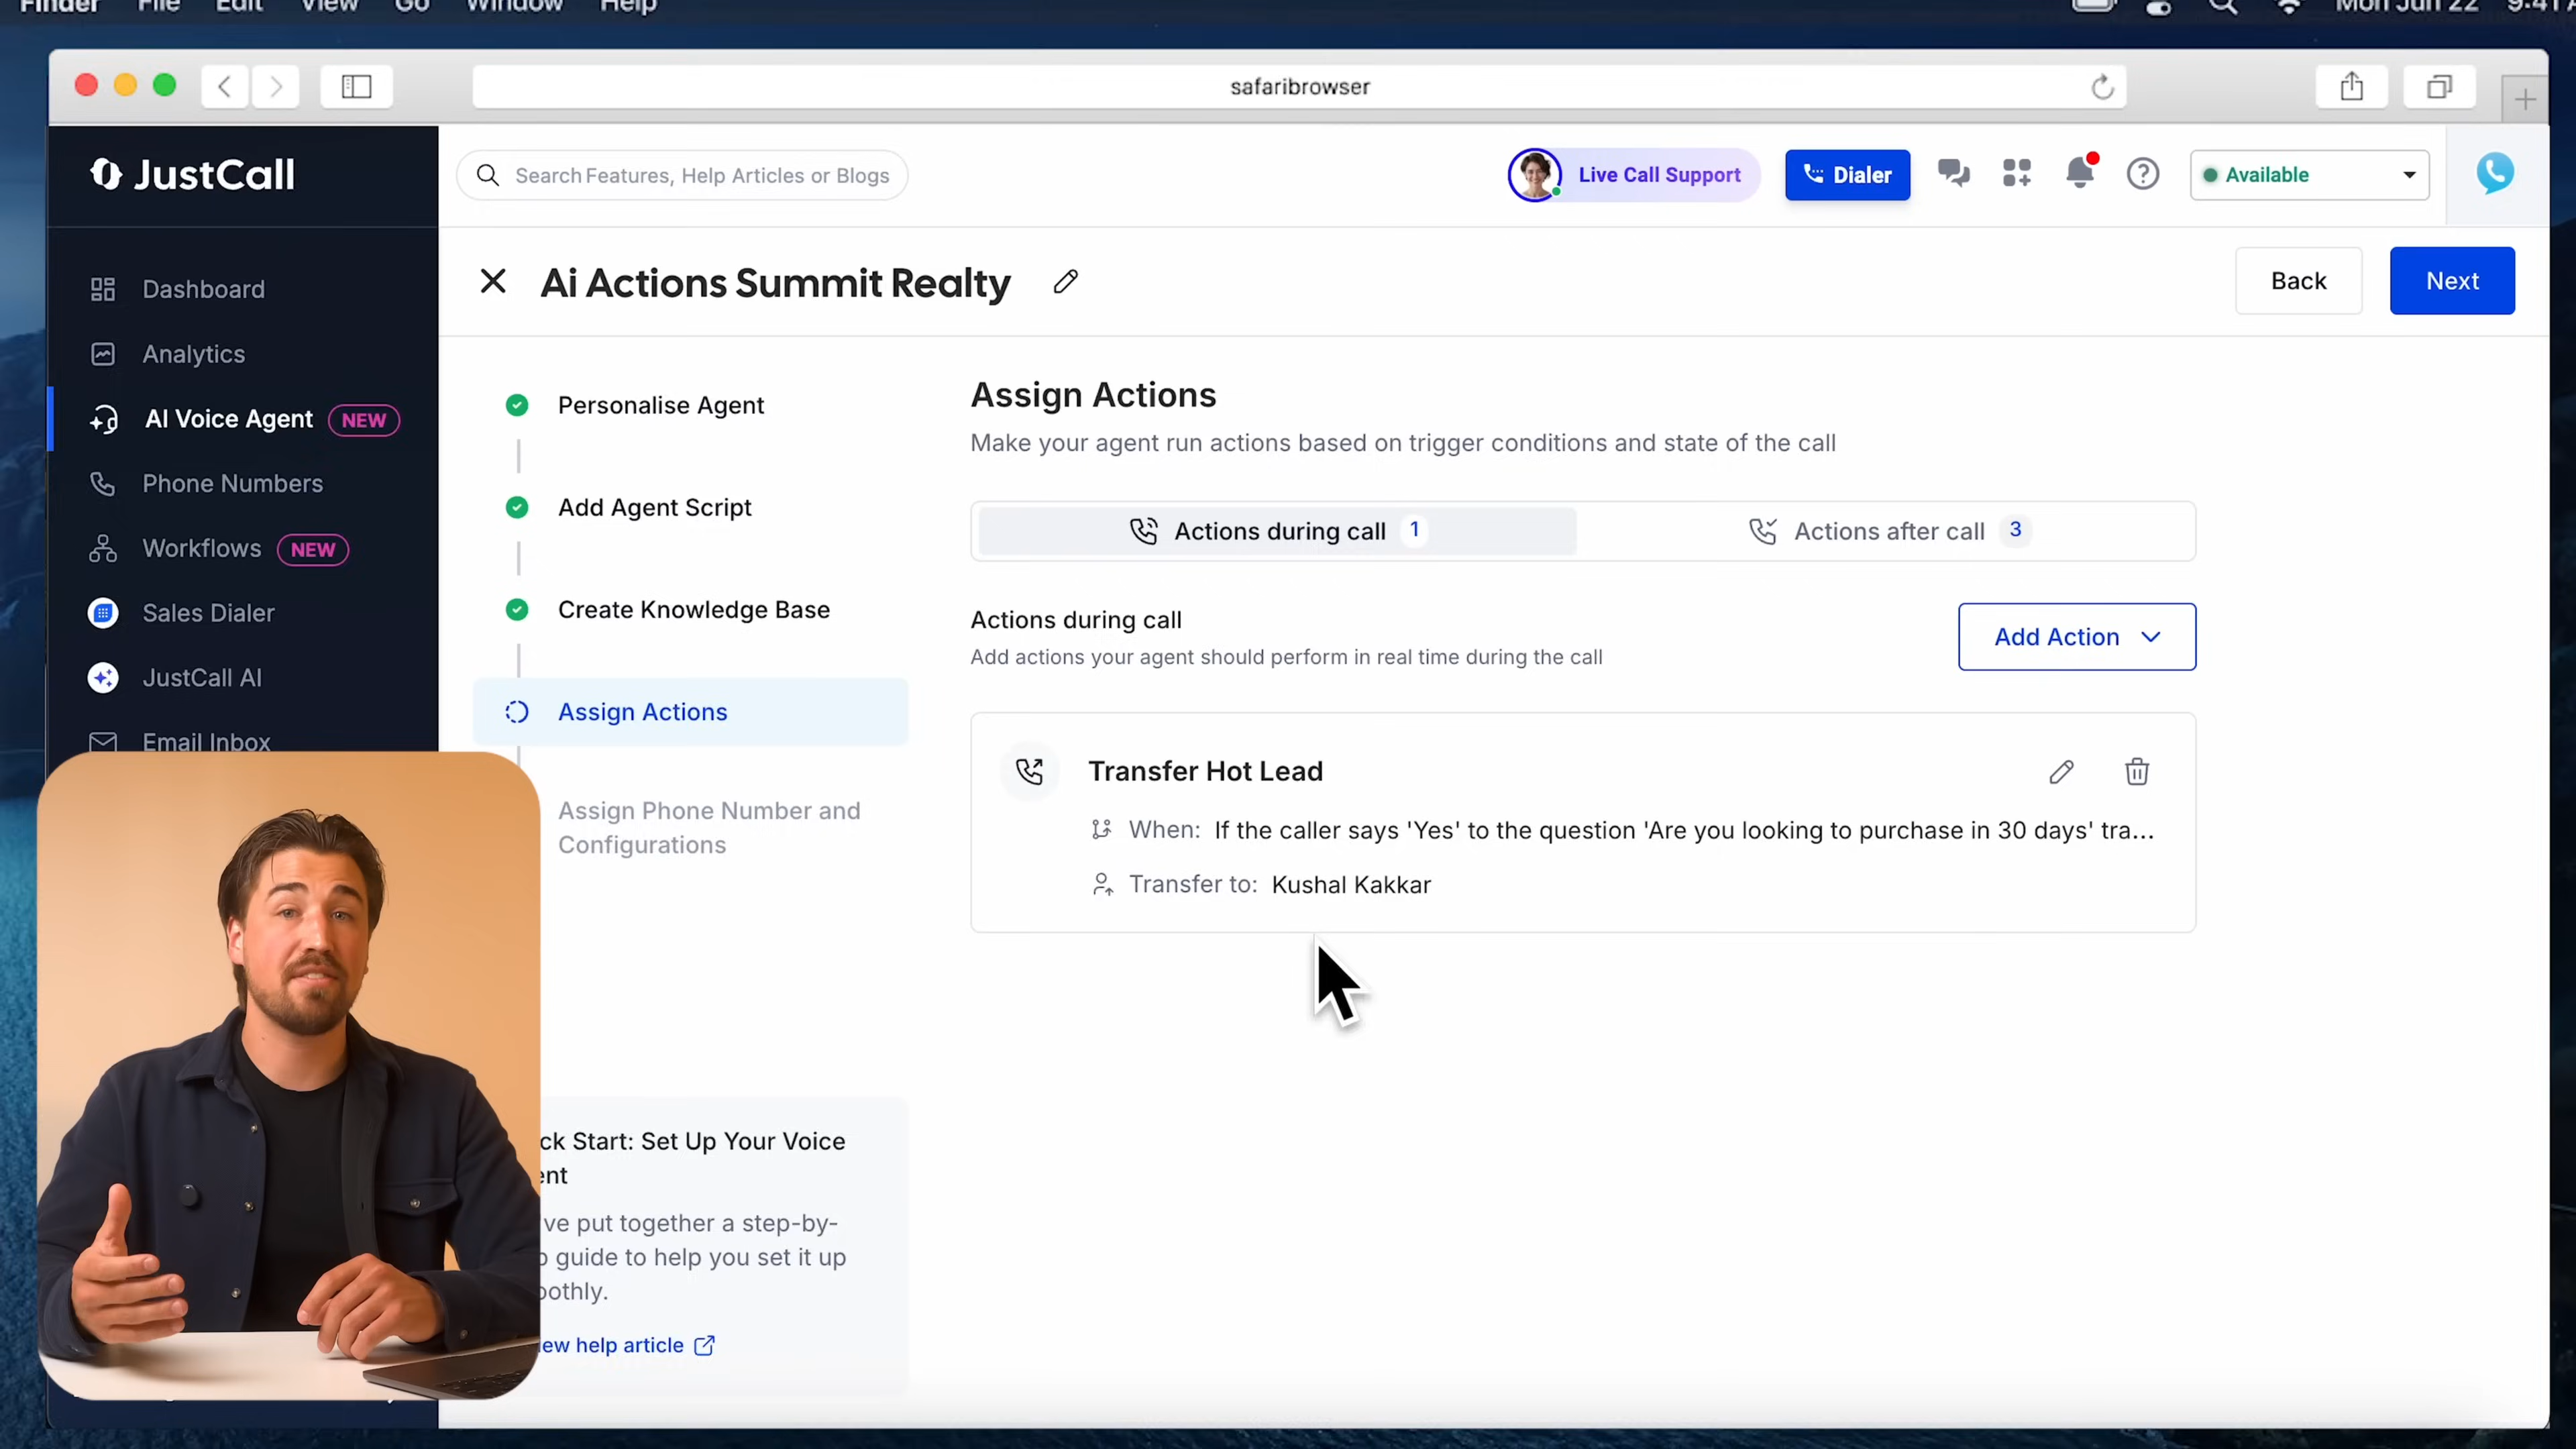 Finder File Edit View Go Window Help Mon Jun 22
safaribrowser
JustCall
Search Features, Help Articles or Blogs
Live Call Support
Dialer
Available
Ai Actions Summit Realty
Back
Next
Dashboard
Analytics
AI Voice Agent NEW
Phone Numbers
Workflows NEW
Sales Dialer
JustCall AI
Email Inbox
Personalise Agent
Add Agent Script
Create Knowledge Base
Assign Actions
Assign Phone Number and
Configurations
ck Start: Set Up Your Voice
ent
ve put together a step-by-
guide to help you set it up
oothly.
ew help article
Assign Actions
Make your agent run actions based on trigger conditions and state of the call
Actions during call 1
Actions after call 3
Actions during call
Add actions your agent should perform in real time during the call
Add Action
Transfer Hot Lead
When: If the caller says 'Yes' to the question 'Are you looking to purchase in 30 days' tra...
Transfer to: Kushal Kakkar